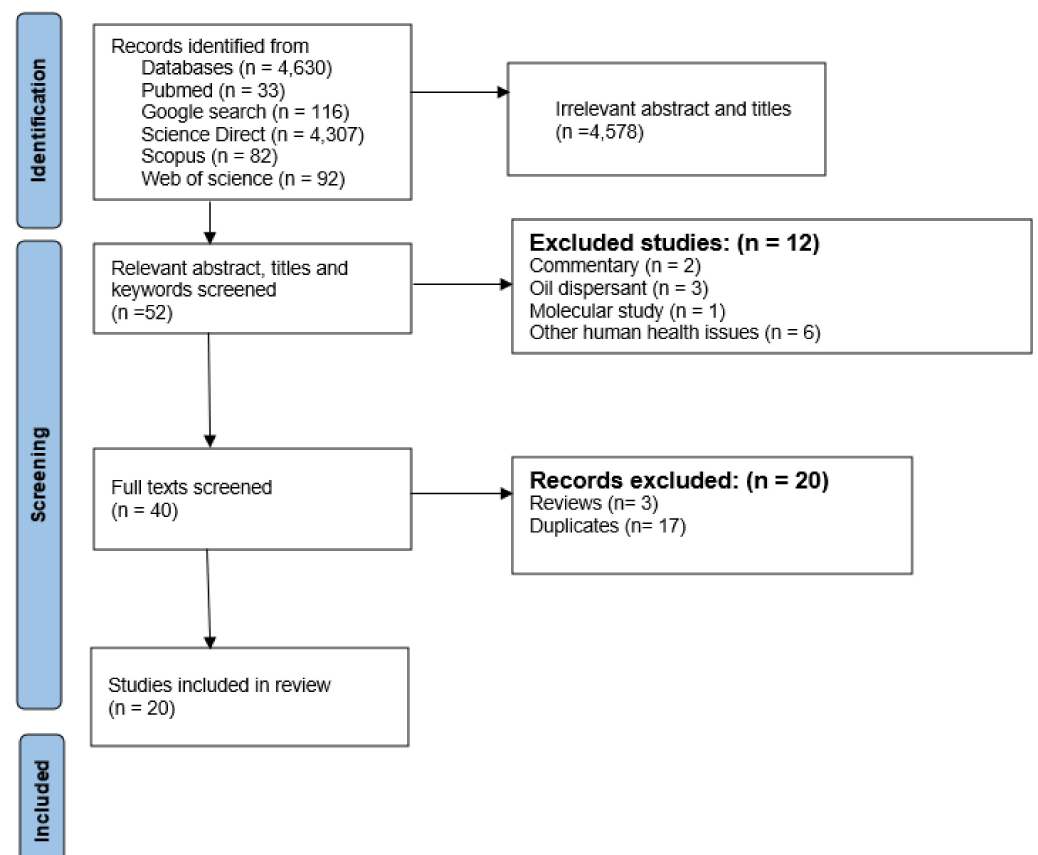 Identification
Records identified from
Databases (n = 4,630)
Pubmed (n = 33)
Google search (n = 116)
Science Direct (n = 4,307)
Scopus (n = 82)
Web of science (n = 92)
Irrelevant abstract and titles
(n =4,578)
Screening
Relevant abstract, titles and
keywords screened
(n =52)
Excluded studies: (n = 12)
Commentary (n = 2)
Oil dispersant (n = 3)
Molecular study (n = 1)
Other human health issues (n = 6)
Full texts screened
(n = 40)
Records excluded: (n = 20)
Reviews (n= 3)
Duplicates (n= 17)
Studies included in review
(n = 20)
Included